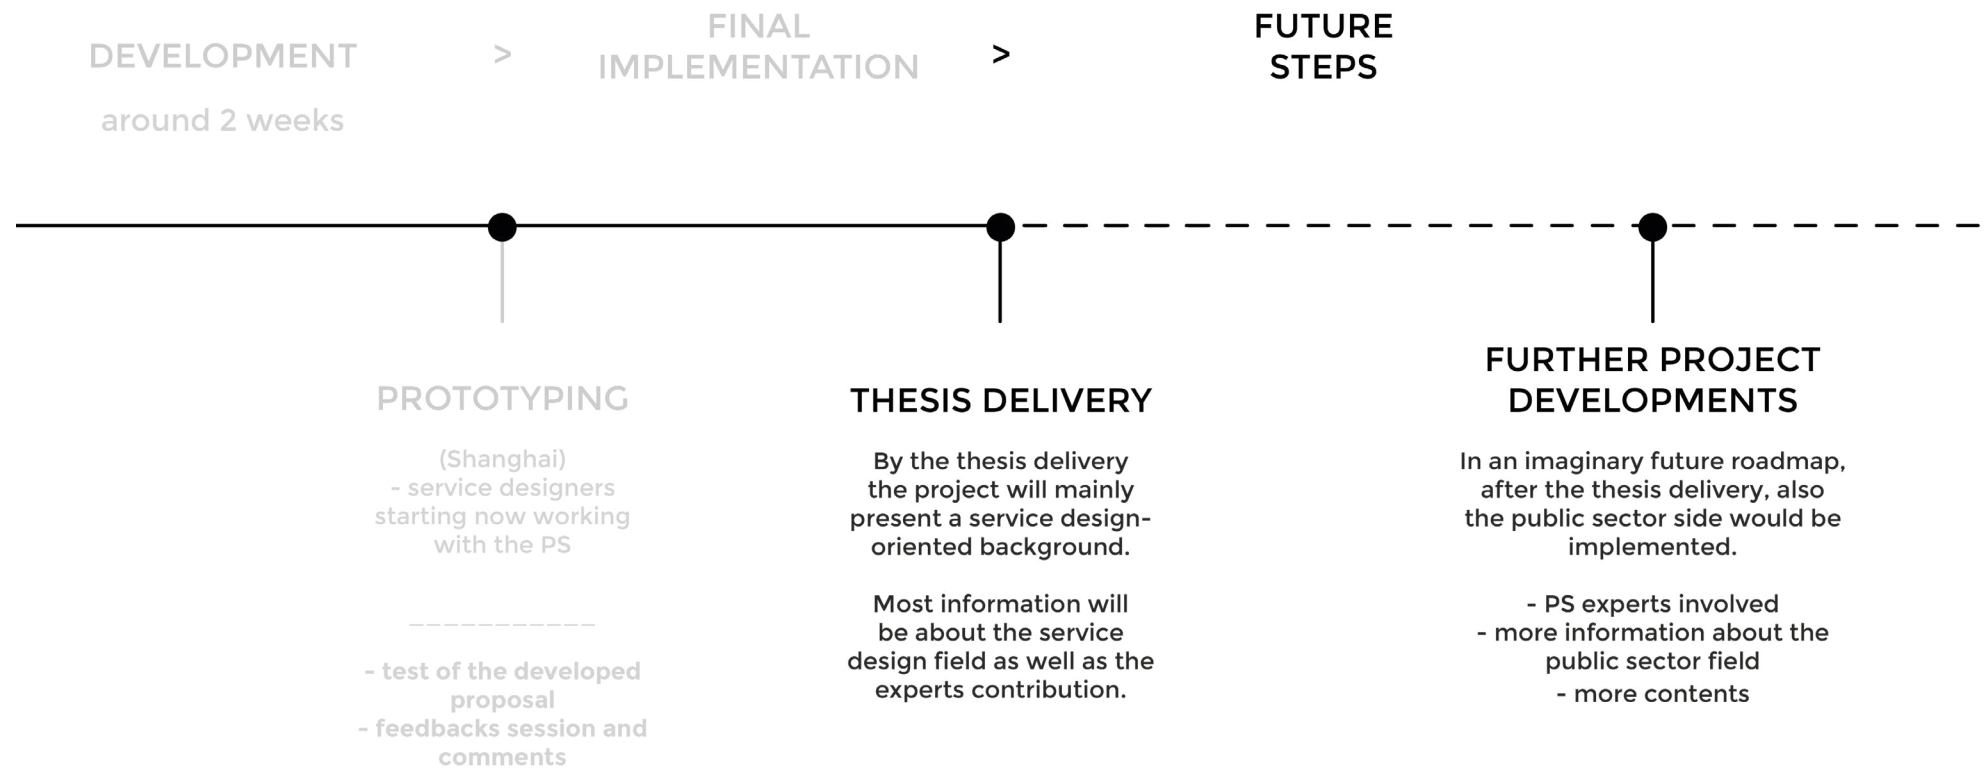 DEVELOPMENT
around 2 weeks
>
FINAL
IMPLEMENTATION
>
FUTURE
STEPS
PROTOTYPING
(Shanghai)
- service designers
starting now working
with the PS
___________
- test of the developed
proposal
- feedbacks session and
comments
THESIS DELIVERY
By the thesis delivery
the project will mainly
present a service design-
oriented background.
Most information will
be about the service
design field as well as the
experts contribution.
FURTHER PROJECT
DEVELOPMENTS
In an imaginary future roadmap,
after the thesis delivery, also
the public sector side would be
implemented.
- PS experts involved
- more information about the
public sector field
- more contents